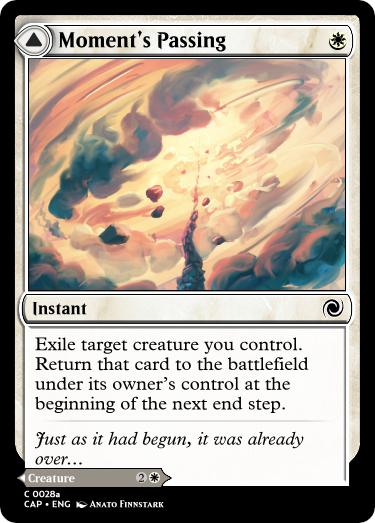 Moment's Passing
Instant
Exile target creature you control.
Return that card to the battlefield
under its owner's control at the
beginning of the next end step.
Just as it had begun, it was already
over...
Creature 2
C 0028a
CAP • ENG Anato Finnstark